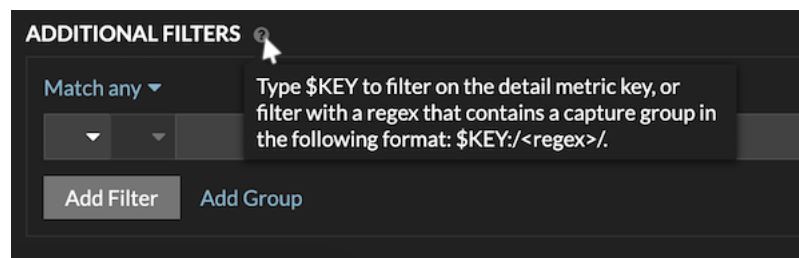 ADDITIONAL FILTERS ?
Match any
Type $KEY to filter on the detail metric key, or
filter with a regex that contains a capture group in
the following format: $KEY:/<regex>/.
Add Filter Add Group